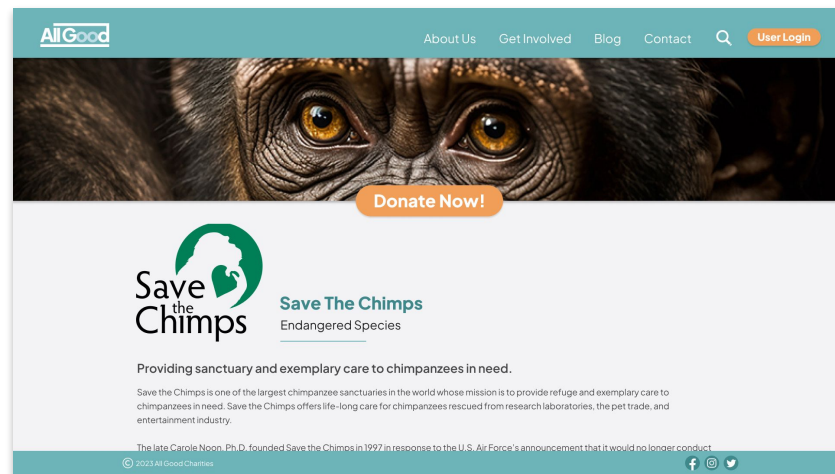 AllGood
About Us Get Involved Blog Contact User Login
Donate Now!
Save
the
Chimps
Save The Chimps
Endangered Species
Providing sanctuary and exemplary care to chimpanzees in need.
Save the Chimps is one of the largest chimpanzee sanctuaries in the world whose mission is to provide refuge and exemplary care to
chimpanzees in need. Save the Chimps offers life-long care for chimpanzees rescued from research laboratories, the pet trade, and
entertainment industry.
The late Carole Noon, Ph.D. founded Save the Chimps in 1997 in response to the U.S. Air Force's announcement that it would no longer conduct
© 2023 All Good Charities